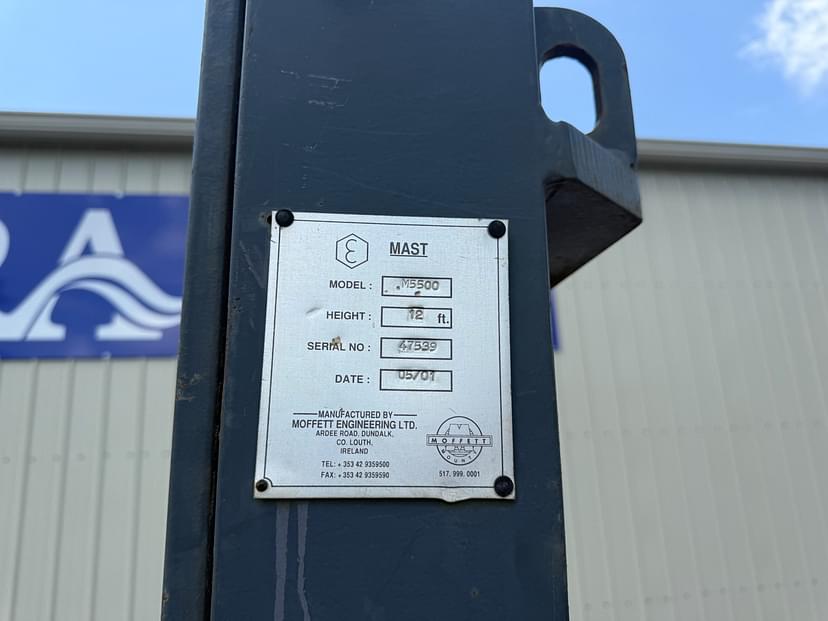 MAST
MODEL : M5500
HEIGHT : 12 ft.
SERIAL NO : 47539
DATE : 05/01
MANUFACTURED BY
MOFFETT ENGINEERING LTD.
ARDEE ROAD, DUNDALK,
CO. LOUTH,
IRELAND
TEL: + 353 42 9359500
FAX: + 353 42 9359590
MOFFETT
MOUNTY
517. 999. 0001